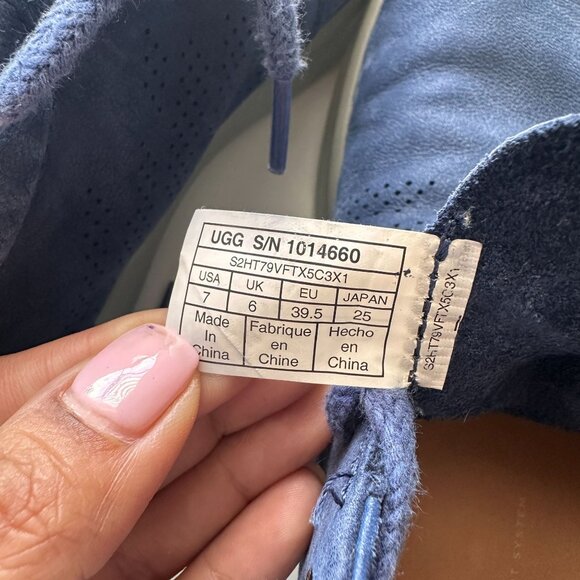 UGG S/N 1014660
S2HT79VFTX5C3X1
USA UK EU JAPAN
7 6 39.5 25
Made Fabrique Hecho
In en en
China Chine China
S2HT79VFTX5C3X1
T SYSTEM